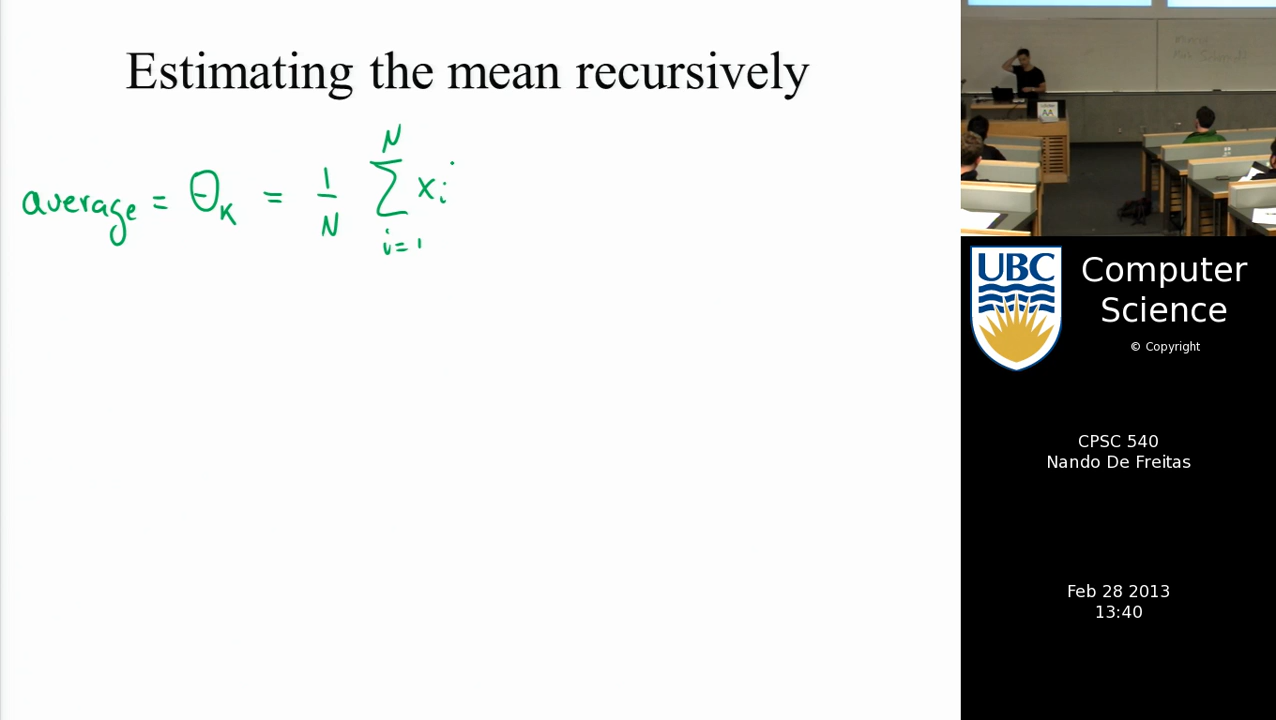 Estimating the mean recursively
average = θ_K = 1/N ∑_{i=1}^{N} x_i
UBC
Computer
Science
© Copyright
CPSC 540
Nando De Freitas
Feb 28 2013
13:40